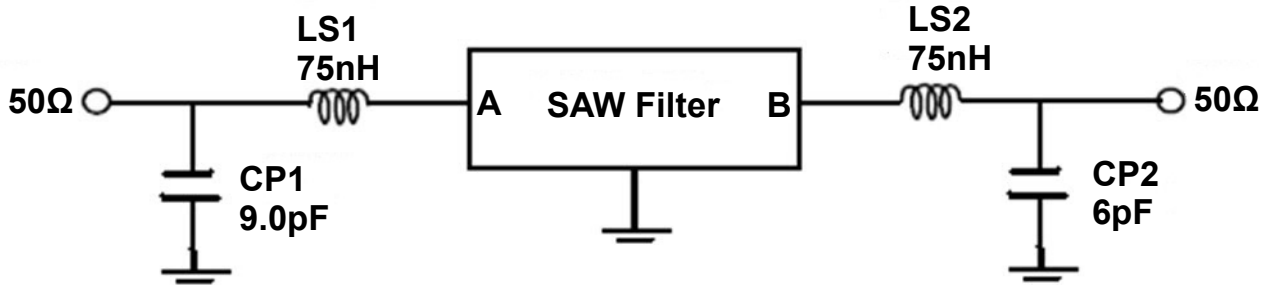 LS1
75nH
LS2
75nH
50Ω
A
SAW Filter
B
50Ω
CP1
9.0pF
CP2
6pF